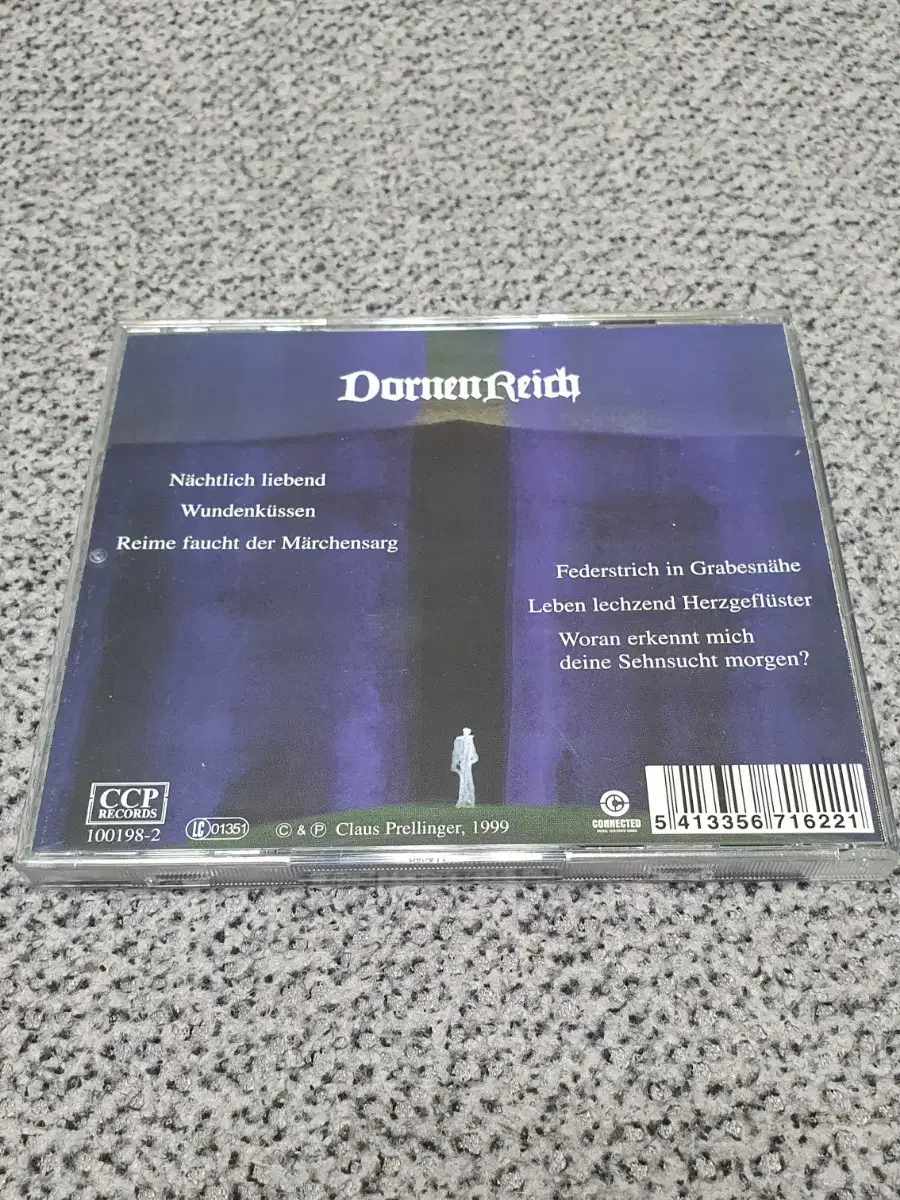 DornenReich
Nächtlich liebend
Wundenküssen
Reime faucht der Märchensarg
Federstrich in Grabesnähe
Leben lechzend Herzgeflüster
Woran erkennt mich
deine Sehnsucht morgen?
CCP
RECORDS
100198-2
LC 01351
© & ℗ Claus Prellinger, 1999
CONNECTED
5 413356 716221